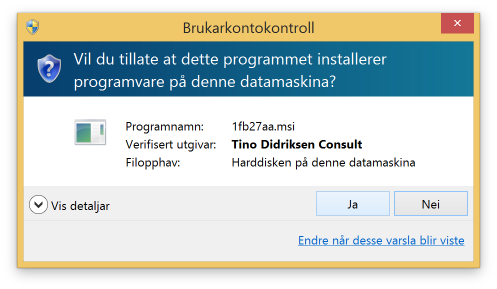 Brukarkontokontroll
Vil du tillate at dette programmet installerer
programvare på denne datamaskina?
Programnamn: 1fb27aa.msi
Verifisert utgivar: Tino Didriksen Consult
Filopphav: Harddisken på denne datamaskina
Vis detaljar Ja Nei
Endre når desse varsla blir viste